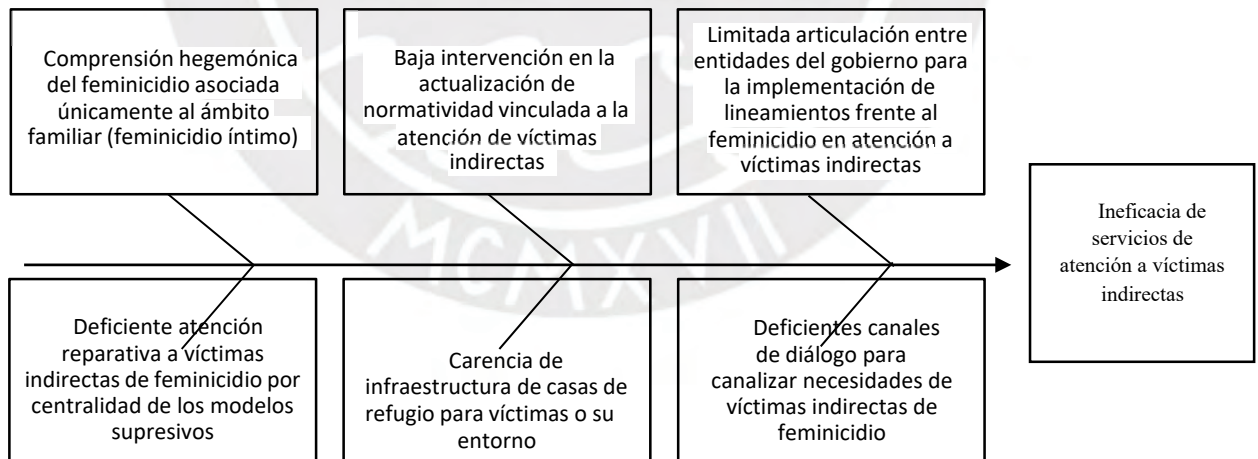 Comprensión hegemónica
del feminicidio asociada
únicamente al ámbito
familiar (feminicidio íntimo)
Baja intervención en la
actualización de
normatividad vinculada a la
atención de víctimas
indirectas
Limitada articulación entre
entidades del gobierno para
la implementación de
lineamientos frente al
feminicidio en atención a
víctimas indirectas
Ineficacia de
servicios de
atención a víctimas
indirectas
MCMXVII
Deficiente atención
reparativa a víctimas
indirectas de feminicidio por
centralidad de los modelos
supresivos
Carencia de
infraestructura de casas de
refugio para víctimas o su
entorno
Deficientes canales
de diálogo para
canalizar necesidades de
víctimas indirectas de
feminicidio